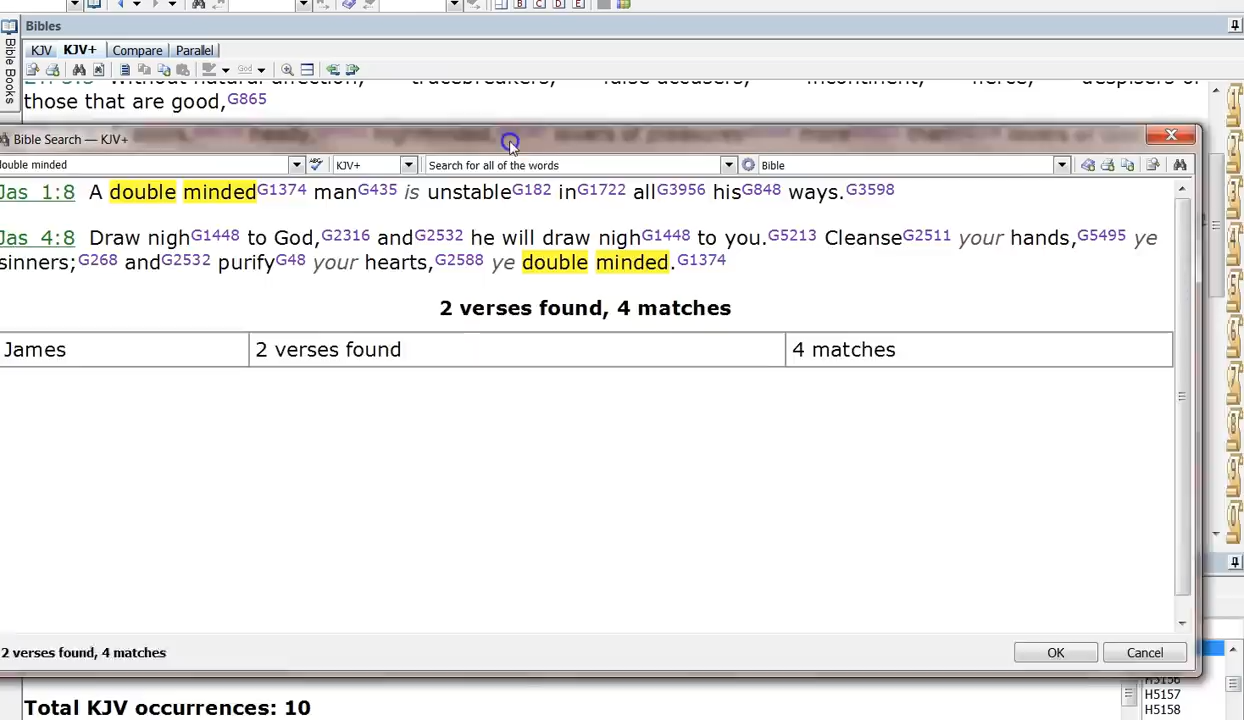 Bibles
Bible Books
KJV KJV+ Compare Parallel
those that are good,G865
Bible Search — KJV+
double minded KJV+ Search for all of the words Bible
Jas 1:8 A double mindedG1374 manG435 is unstableG182 inG1722 allG3956 hisG848 ways.G3598
Jas 4:8 Draw nighG1448 to God,G2316 andG2532 he will draw nighG1448 to you.G5213 CleanseG2511 your hands,G5495 ye
sinners;G268 andG2532 purifyG48 your hearts,G2588 ye double minded.G1374
2 verses found, 4 matches
James 2 verses found 4 matches
2 verses found, 4 matches OK Cancel
H5156
H5157
H5158
Total KJV occurrences: 10